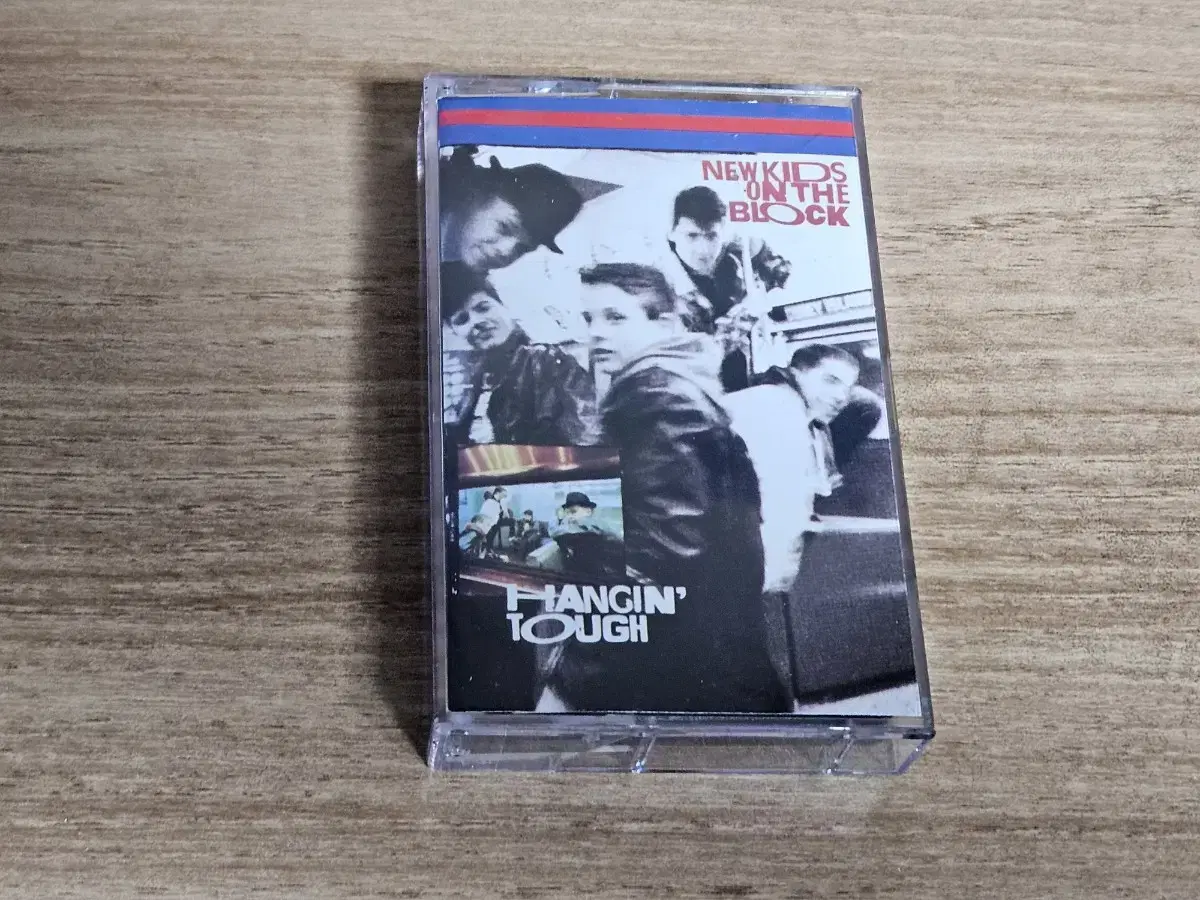 NEW KIDS
ON THE
BLOCK
HANGIN'
TOUGH